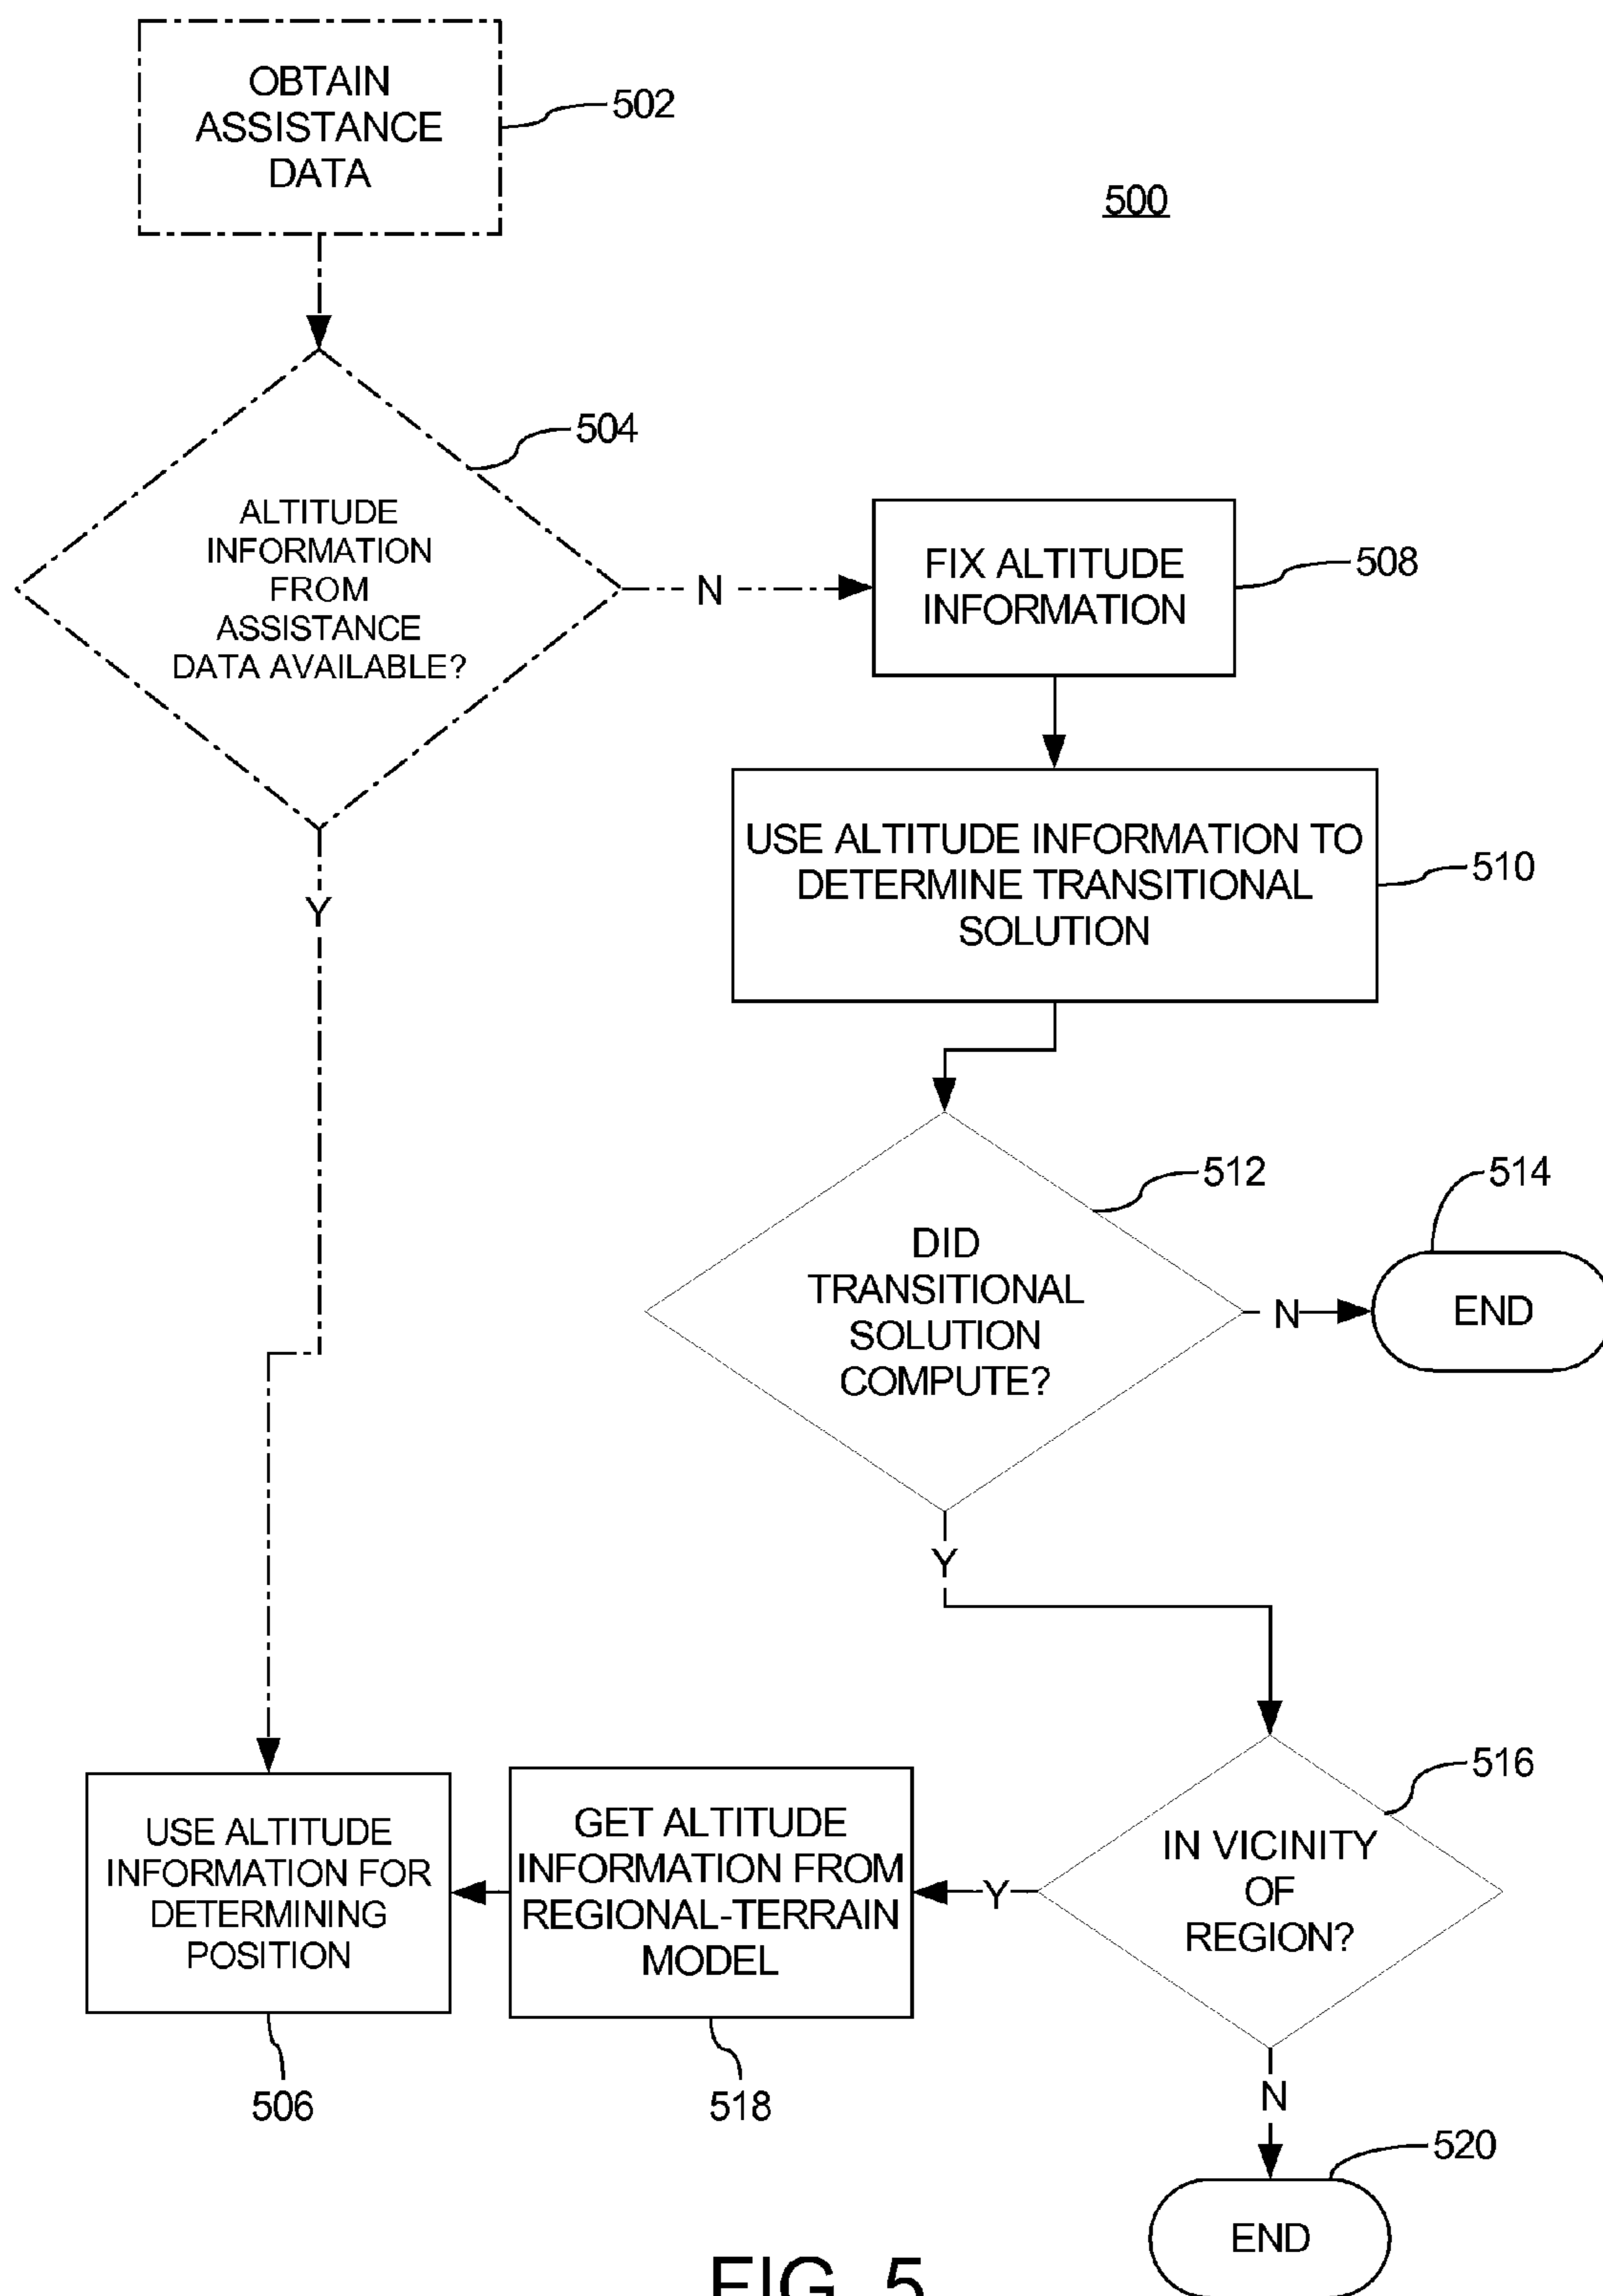 OBTAIN
ASSISTANCE
DATA
502
500
504
ALTITUDE
INFORMATION
FROM
ASSISTANCE
DATA AVAILABLE?
N
FIX ALTITUDE
INFORMATION
508
USE ALTITUDE INFORMATION TO
DETERMINE TRANSITIONAL
SOLUTION
510
Y
512
514
DID
TRANSITIONAL
SOLUTION
COMPUTE?
N
END
Y
516
IN VICINITY
OF
REGION?
Y
GET ALTITUDE
INFORMATION FROM
REGIONAL-TERRAIN
MODEL
USE ALTITUDE
INFORMATION FOR
DETERMINING
POSITION
506
518
N
520
END
FIG. 5